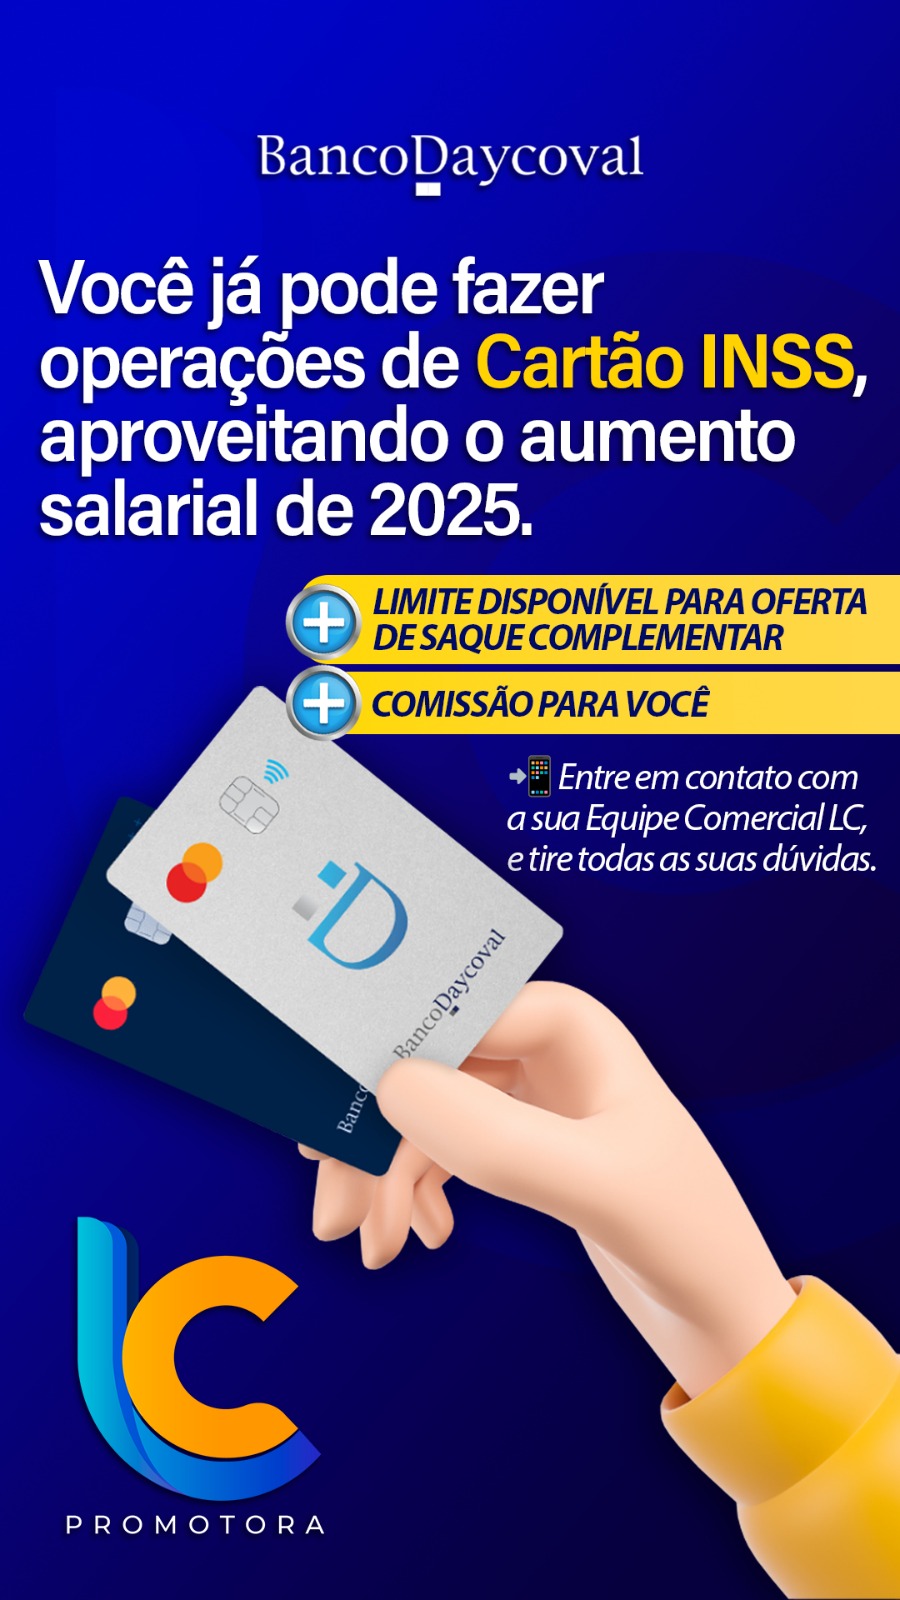 BancoDaycoval
Você já pode fazer
operações de Cartão INSS,
aproveitando o aumento
salarial de 2025.
LIMITE DISPONÍVEL PARA OFERTA
DE SAQUE COMPLEMENTAR
COMISSÃO PARA VOCÊ
Entre em contato com
a sua Equipe Comercial LC,
e tire todas as suas dúvidas.
D
BancoDaycoval
Banc
LC
PROMOTORA